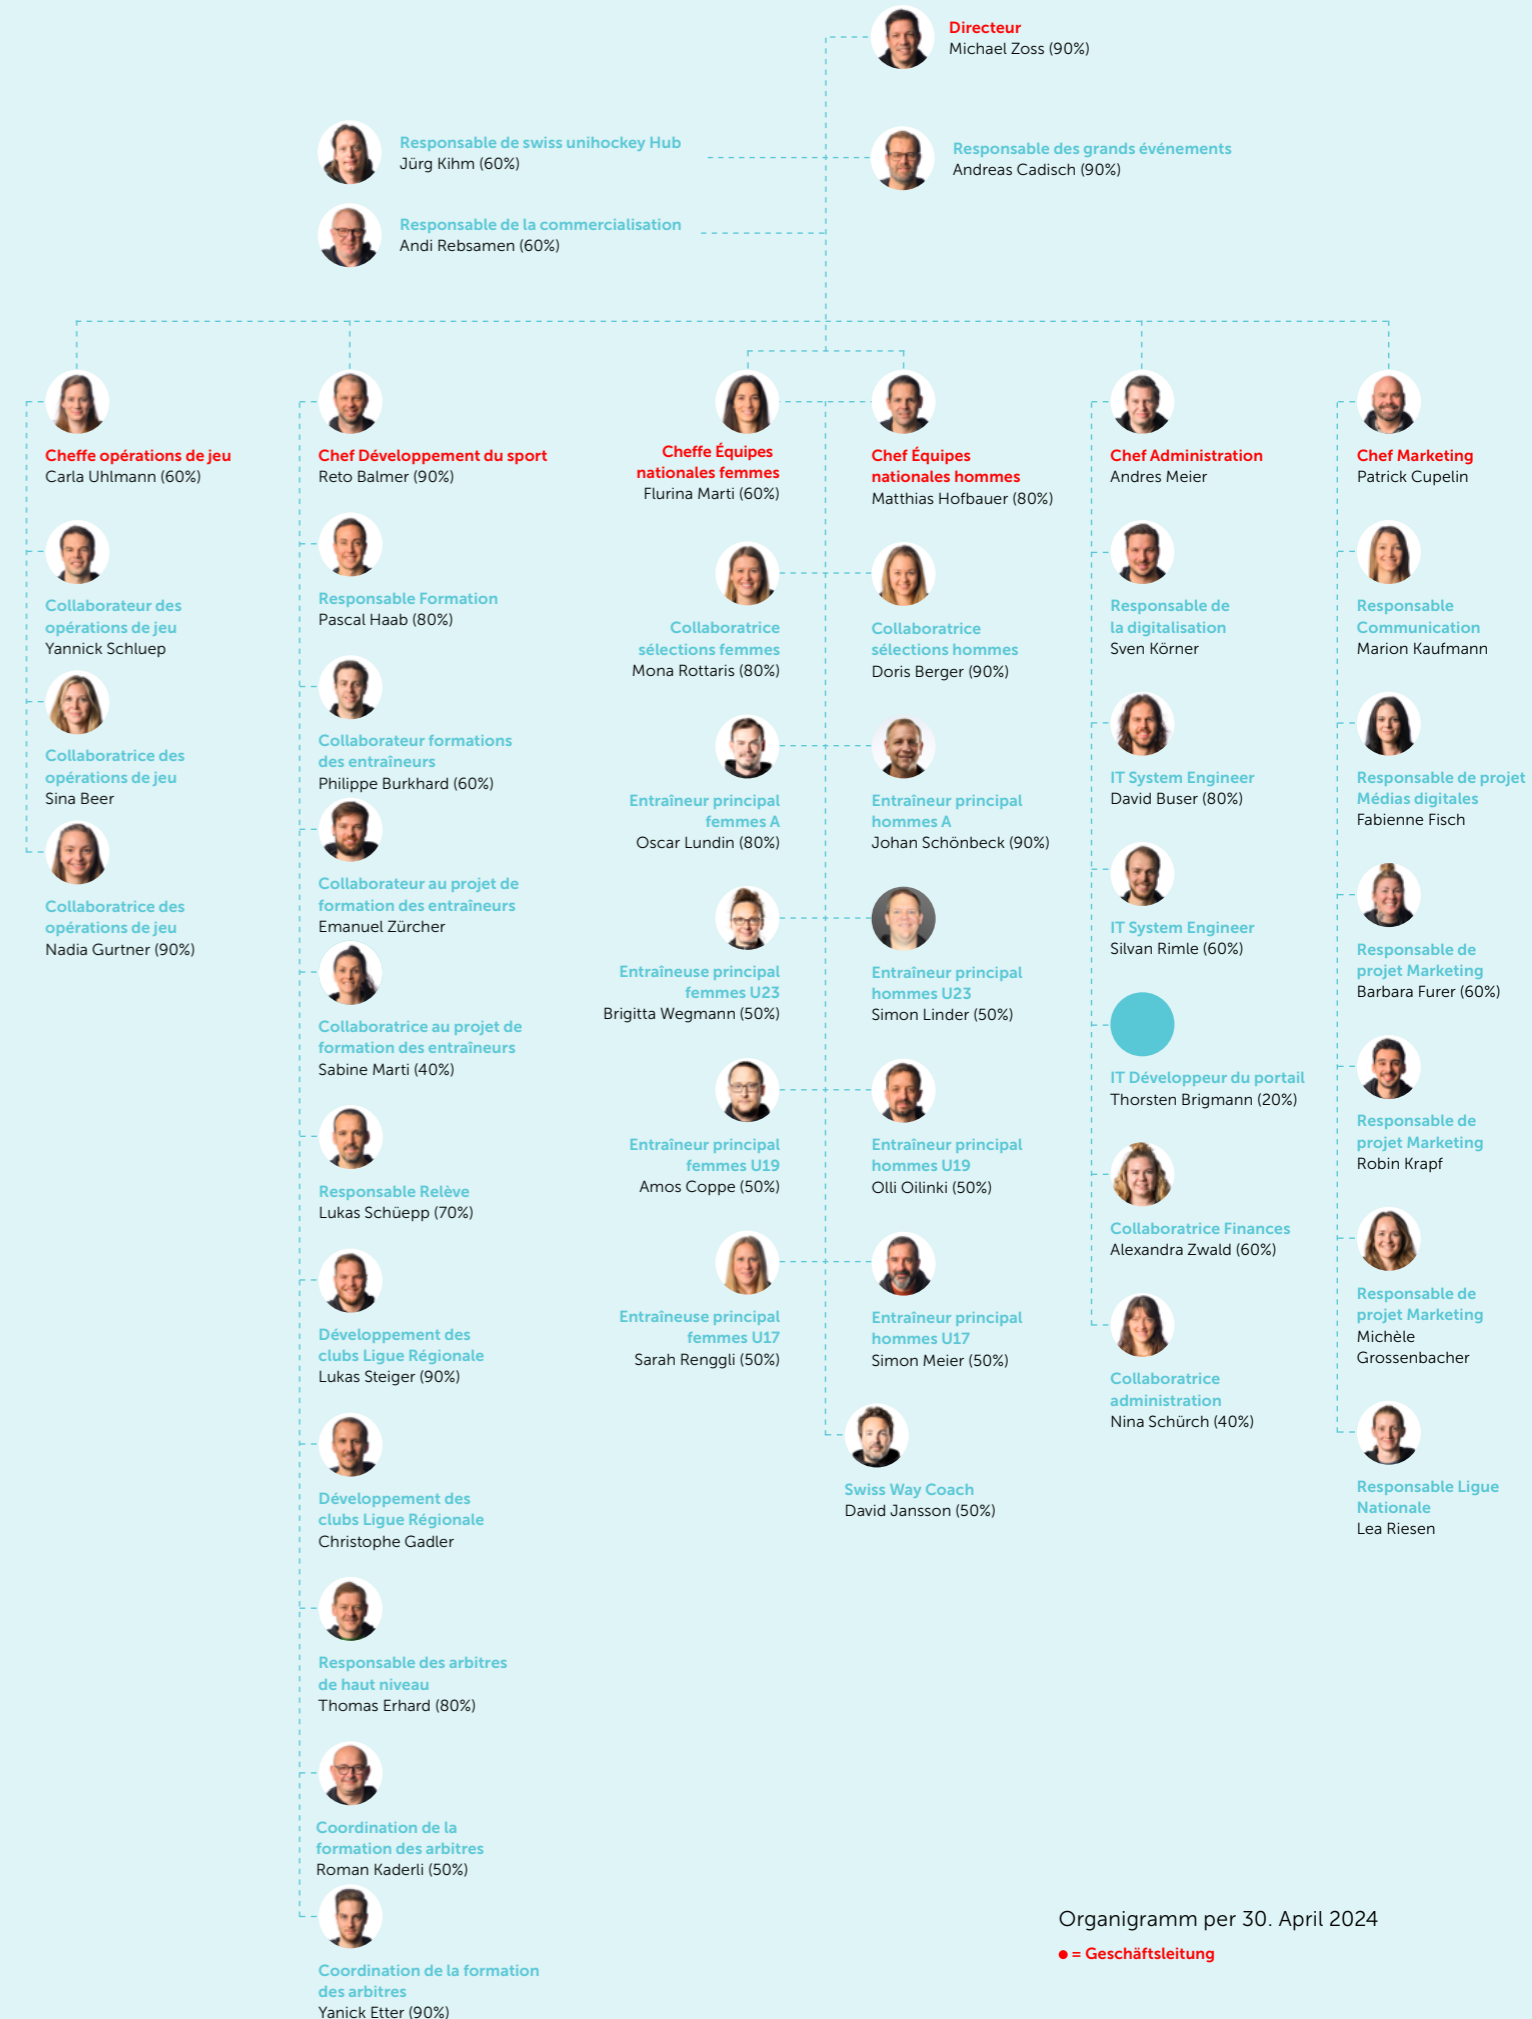 Directeur
Michael Zoss (90%)
Responsable de swiss unihockey Hub
Jürg Kihm (60%)
Responsable des grands événements
Andreas Cadisch (90%)
Responsable de la commercialisation
Andi Rebsamen (60%)
Cheffe opérations de jeu
Carla Uhlmann (60%)
Collaborateur des
opérations de jeu
Yannick Schluep
Collaboratrice des
opérations de jeu
Sina Beer
Collaboratrice des
opérations de jeu
Nadia Gurtner (90%)
Chef Développement du sport
Reto Balmer (90%)
Responsable Formation
Pascal Haab (80%)
Collaborateur formations
des entraîneurs
Philippe Burkhard (60%)
Collaborateur au projet de
formation des entraîneurs
Emanuel Zürcher
Collaboratrice au projet de
formation des entraîneurs
Sabine Marti (40%)
Responsable Relève
Lukas Schüepp (70%)
Développement des
clubs Ligue Régionale
Lukas Steiger (90%)
Développement des
clubs Ligue Régionale
Christophe Gadler
Responsable des arbitres
de haut niveau
Thomas Erhard (80%)
Coordination de la
formation des arbitres
Roman Kaderli (50%)
Coordination de la formation
des arbitres
Yanick Etter (90%)
Cheffe Équipes
nationales femmes
Flurina Marti (60%)
Collaboratrice
sélections femmes
Mona Rottaris (80%)
Entraîneur principal
femmes A
Oscar Lundin (80%)
Entraîneuse principal
femmes U23
Brigitta Wegmann (50%)
Entraîneur principal
femmes U19
Amos Coppe (50%)
Entraîneuse principal
femmes U17
Sarah Renggli (50%)
Chef Équipes
nationales hommes
Matthias Hofbauer (80%)
Collaboratrice
sélections hommes
Doris Berger (90%)
Entraîneur principal
hommes A
Johan Schönbeck (90%)
Entraîneur principal
hommes U23
Simon Linder (50%)
Entraîneur principal
hommes U19
Olli Oilinki (50%)
Entraîneur principal
hommes U17
Simon Meier (50%)
Swiss Way Coach
David Jansson (50%)
Chef Administration
Andres Meier
Responsable de
la digitalisation
Sven Körner
IT System Engineer
David Buser (80%)
IT System Engineer
Silvan Rimle (60%)
IT Développeur du portail
Thorsten Brigmann (20%)
Collaboratrice Finances
Alexandra Zwald (60%)
Collaboratrice
administration
Nina Schürch (40%)
Chef Marketing
Patrick Cupelin
Responsable
Communication
Marion Kaufmann
Responsable de projet
Médias digitales
Fabienne Fisch
Responsable de
projet Marketing
Barbara Furer (60%)
Responsable de
projet Marketing
Robin Krapf
Responsable de
projet Marketing
Michèle
Grossenbacher
Responsable Ligue
Nationale
Lea Riesen
Organigramm per 30. April 2024
● = Geschäftsleitung